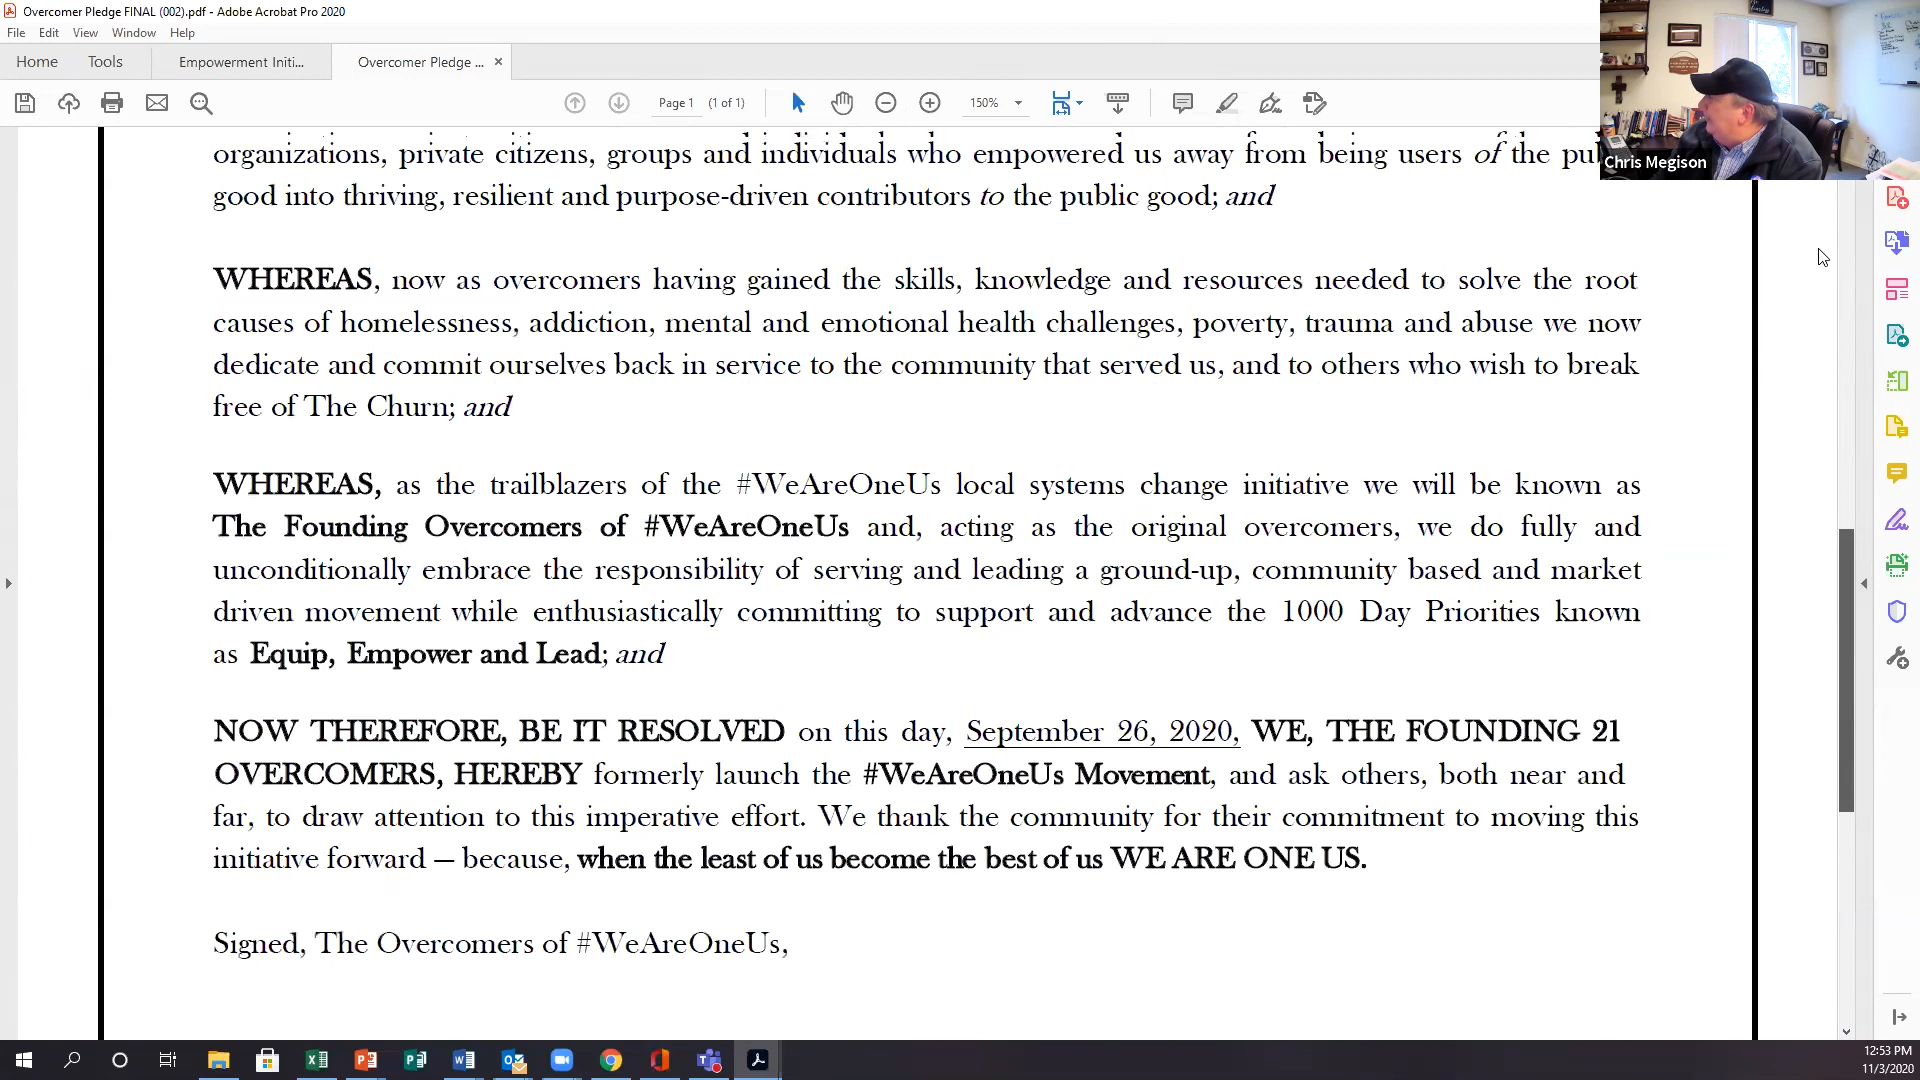 Overcomer Pledge FINAL (002).pdf - Adobe Acrobat Pro 2020
File Edit View Window Help
Home Tools Empowerment Initi... Overcomer Pledge ... ×
Page 1 (1 of 1) 150%
Chris Megison
organizations, private citizens, groups and individuals who empowered us away from being users of the
good into thriving, resilient and purpose-driven contributors to the public good; and
WHEREAS, now as overcomers having gained the skills, knowledge and resources needed to solve the root
causes of homelessness, addiction, mental and emotional health challenges, poverty, trauma and abuse we now
dedicate and commit ourselves back in service to the community that served us, and to others who wish to break
free of The Churn; and
WHEREAS, as the trailblazers of the #WeAreOneUs local systems change initiative we will be known as
The Founding Overcomers of #WeAreOneUs and, acting as the original overcomers, we do fully and
unconditionally embrace the responsibility of serving and leading a ground-up, community based and market
driven movement while enthusiastically committing to support and advance the 1000 Day Priorities known
as Equip, Empower and Lead; and
NOW THEREFORE, BE IT RESOLVED on this day, September 26, 2020, WE, THE FOUNDING 21
OVERCOMERS, HEREBY formerly launch the #WeAreOneUs Movement, and ask others, both near and
far, to draw attention to this imperative effort. We thank the community for their commitment to moving this
initiative forward – because, when the least of us become the best of us WE ARE ONE US.
Signed, The Overcomers of #WeAreOneUs,
12:53 PM
11/3/2020